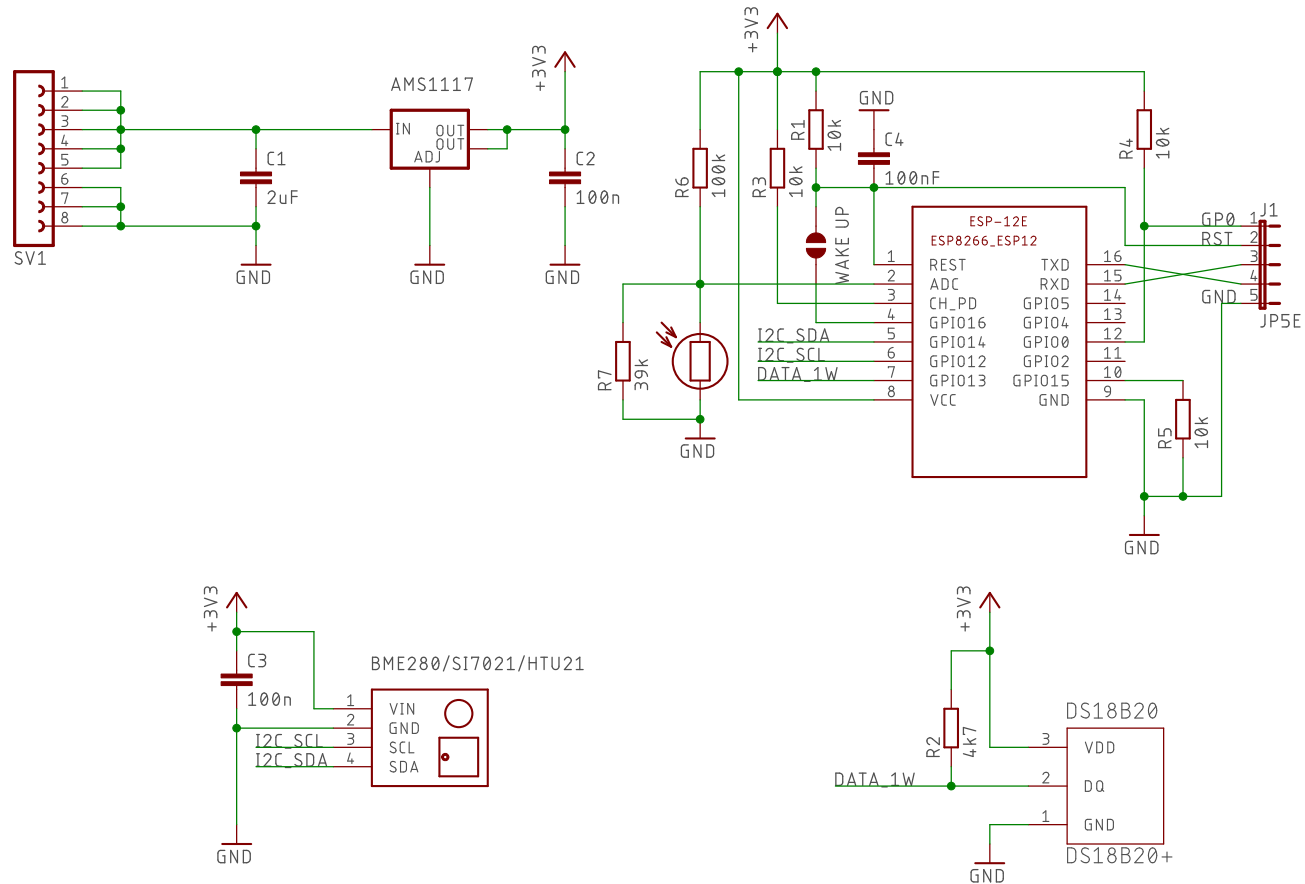 SV1
1
2
3
4
5
6
7
8
C1
2uF
GND
AMS1117
IN
OUT
OUT
ADJ
GND
+3V3
C2
100n
GND
+3V3
R6
100k
R3
10k
R1
10k
GND
C4
100nF
WAKE UP
R7
39k
GND
I2C_SDA
I2C_SCL
DATA_1W
ESP-12E
ESP8266_ESP12
1 REST
2 ADC
3 CH_PD
4 GPIO16
5 GPIO14
6 GPIO12
7 GPIO13
8 VCC
TXD 16
RXD 15
GPIO5 14
GPIO4 13
GPIO0 12
GPIO2 11
GPIO15 10
GND 9
R4
10k
R5
10k
GND
J1
GP0 1
RST 2
3
4
GND 5
JP5E
+3V3
C3
100n
GND
BME280/SI7021/HTU21
1 VIN
2 GND
I2C_SCL 3 SCL
I2C_SDA 4 SDA
+3V3
R2
4k7
DS18B20
3 VDD
DATA_1W 2 DQ
1 GND
DS18B20+
GND